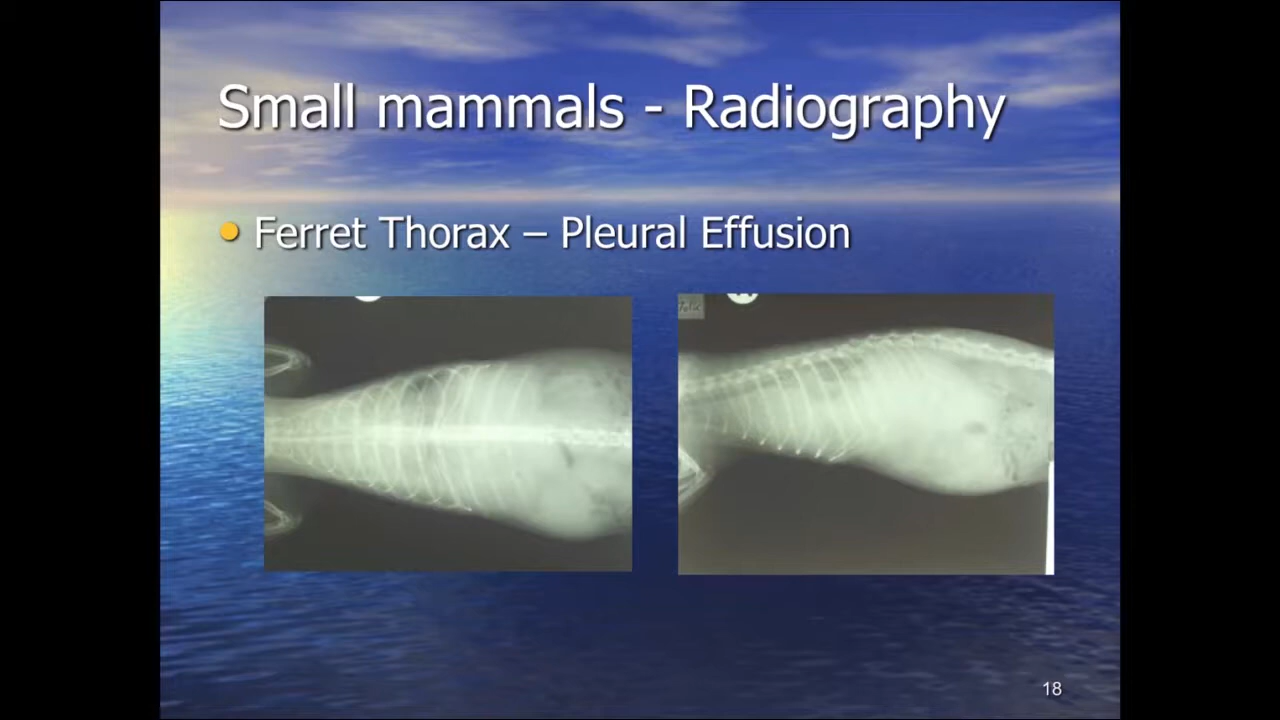 Small mammals - Radiography
Ferret Thorax – Pleural Effusion
18